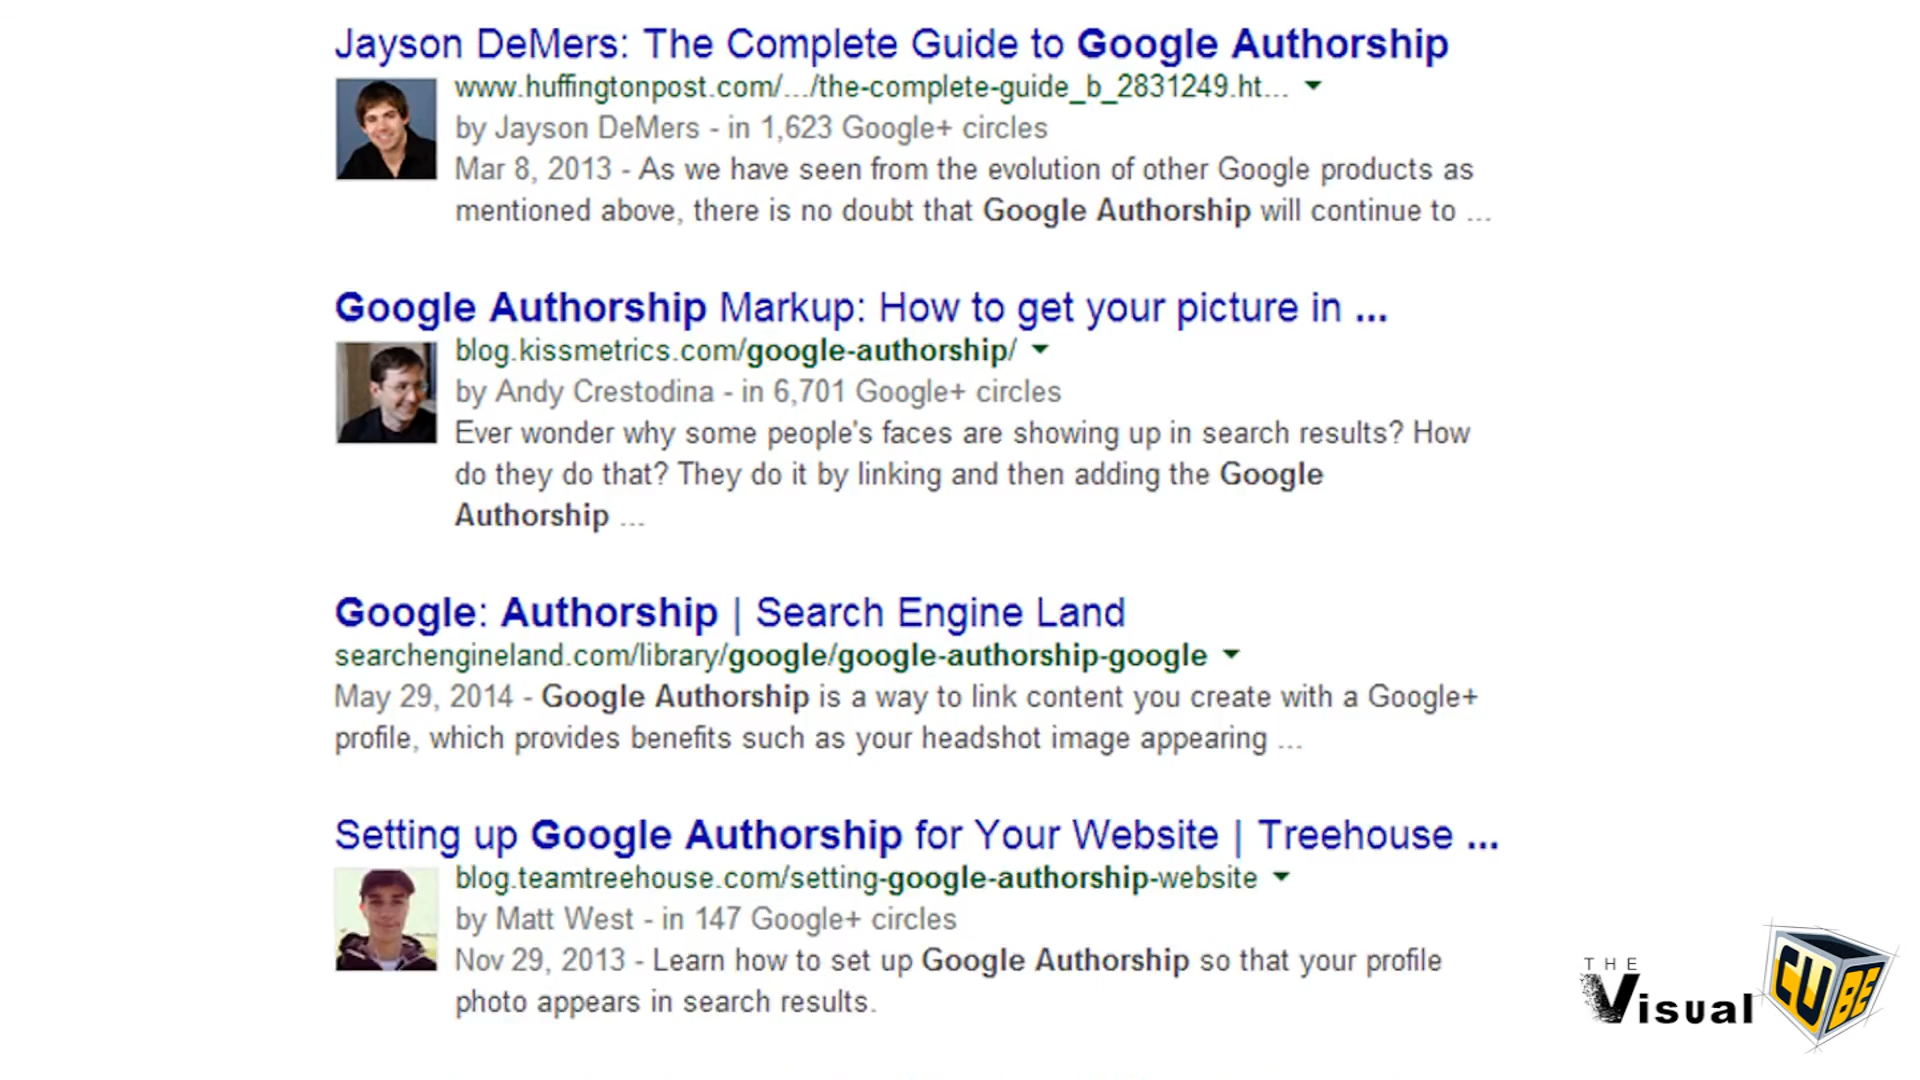 Jayson DeMers: The Complete Guide to Google Authorship
www.huffingtonpost.com/.../the-complete-guide_b_2831249.ht...
by Jayson DeMers - in 1,623 Google+ circles
Mar 8, 2013 - As we have seen from the evolution of other Google products as
mentioned above, there is no doubt that Google Authorship will continue to ...
Google Authorship Markup: How to get your picture in ...
blog.kissmetrics.com/google-authorship/
by Andy Crestodina - in 6,701 Google+ circles
Ever wonder why some people's faces are showing up in search results? How
do they do that? They do it by linking and then adding the Google
Authorship ...
Google: Authorship | Search Engine Land
searchengineland.com/library/google/google-authorship-google
May 29, 2014 - Google Authorship is a way to link content you create with a Google+
profile, which provides benefits such as your headshot image appearing ...
Setting up Google Authorship for Your Website | Treehouse ...
blog.teamtreehouse.com/setting-google-authorship-website
by Matt West - in 147 Google+ circles
Nov 29, 2013 - Learn how to set up Google Authorship so that your profile
photo appears in search results.
THE
Visual
CUBE